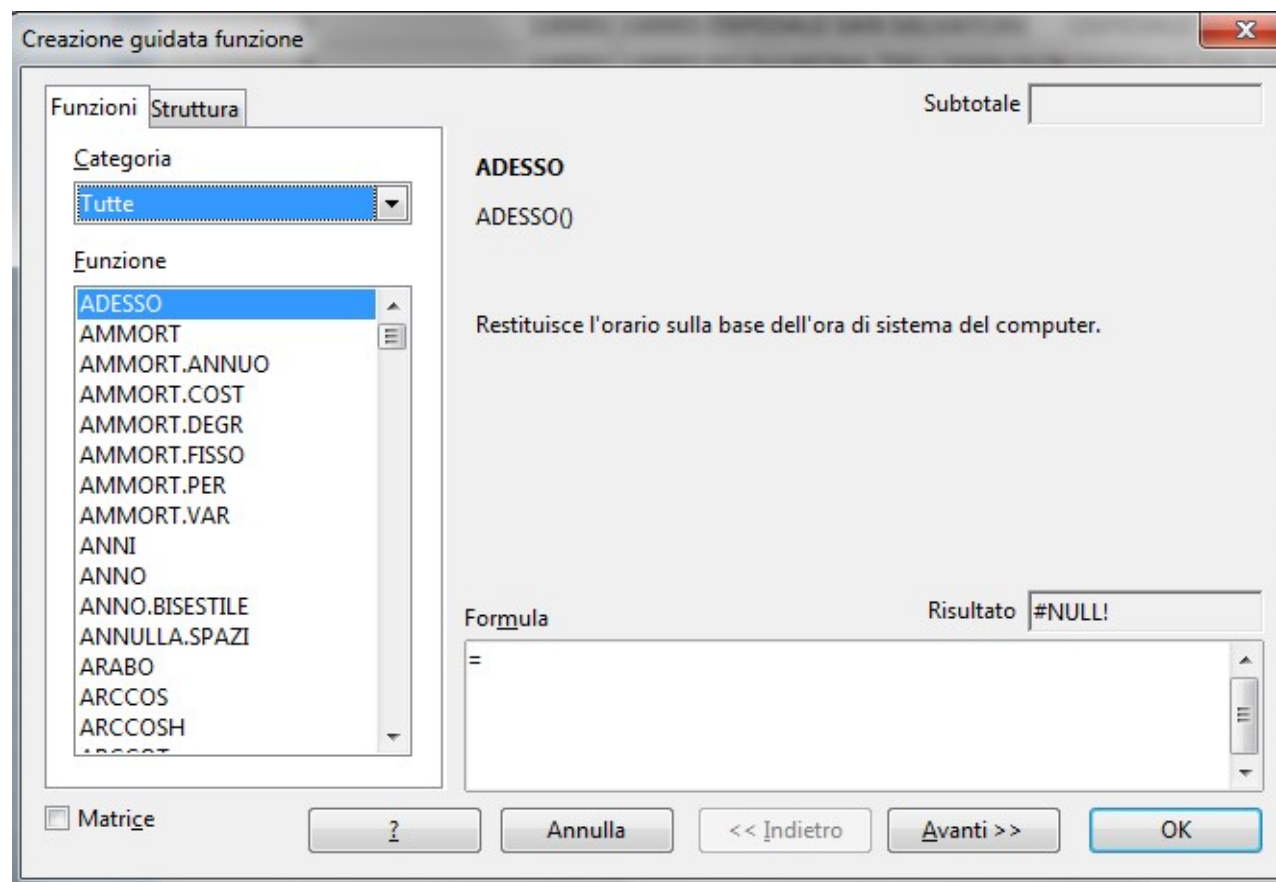 Creazione guidata funzione
Funzioni
Struttura
Subtotale
Categoria
Tutte
Funzione
ADESSO
AMMORT
AMMORT.ANNUO
AMMORT.COST
AMMORT.DEGR
AMMORT.FISSO
AMMORT.PER
AMMORT.VAR
ANNI
ANNO
ANNO.BISESTILE
ANNULLA.SPAZI
ARABO
ARCCOS
ARCCOSH
ADESSO
ADESSO()
Restituisce l'orario sulla base dell'ora di sistema del computer.
Formula
Risultato
#NULL!
=
Matrice
?
Annulla
<< Indietro
Avanti >>
OK